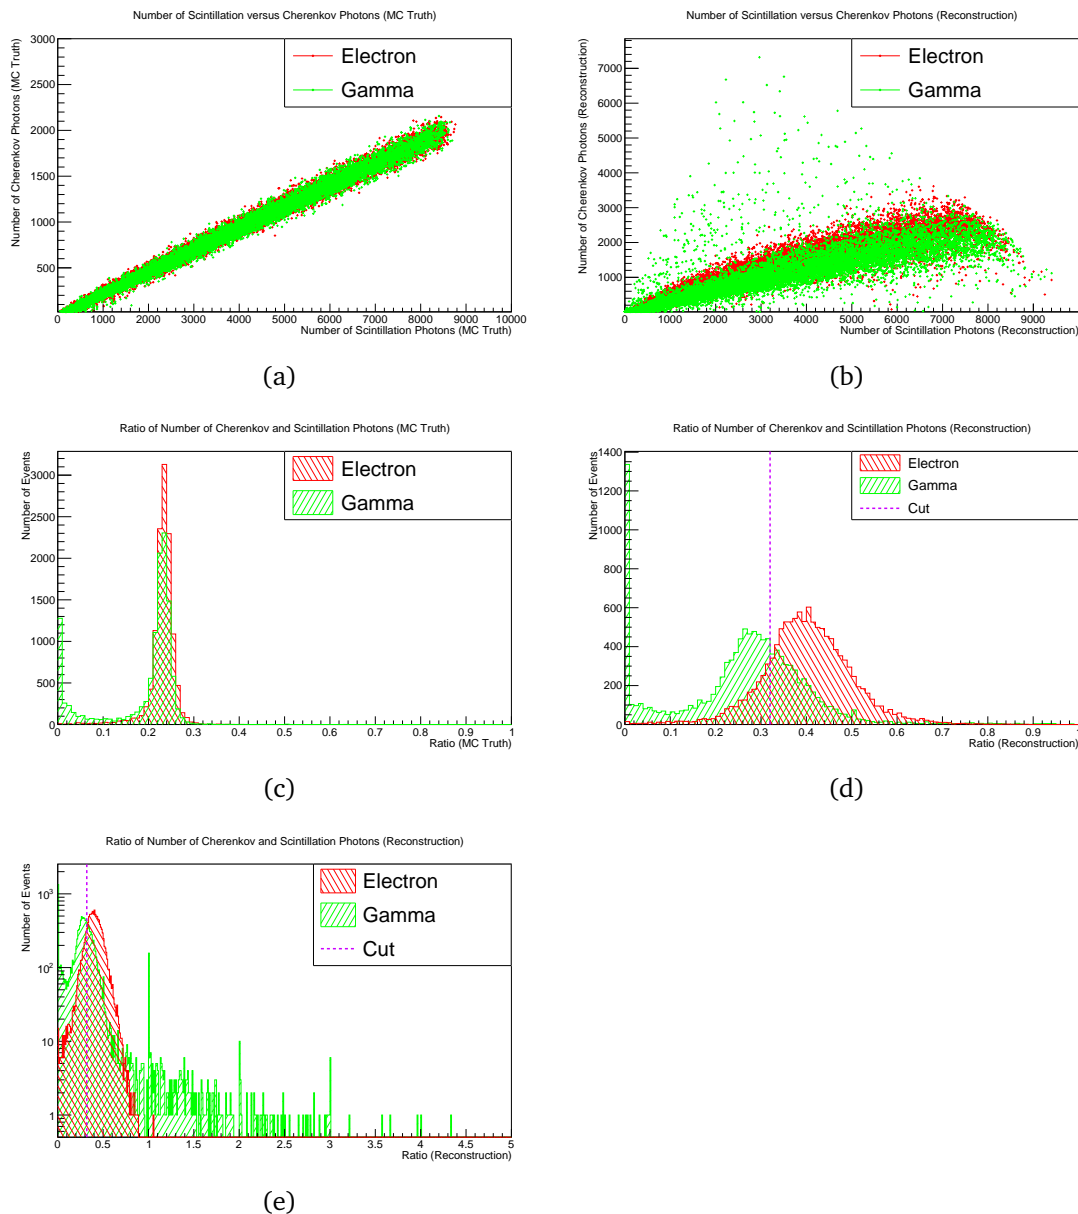 Number of Scintillation versus Cherenkov Photons (MC Truth)
Number of Cherenkov Photons (MC Truth)
3000
2500
2000
1500
1000
500
Electron
Gamma
0 1000 2000 3000 4000 5000 6000 7000 8000 9000 10000
Number of Scintillation Photons (MC Truth)
(a)
Number of Scintillation versus Cherenkov Photons (Reconstruction)
Number of Cherenkov Photons (Reconstruction)
7000
6000
5000
4000
3000
2000
1000
Electron
Gamma
0 1000 2000 3000 4000 5000 6000 7000 8000 9000
Number of Scintillation Photons (Reconstruction)
(b)
Ratio of Number of Cherenkov and Scintillation Photons (MC Truth)
Number of Events
3000
2500
2000
1500
1000
500
0
Electron
Gamma
0 0.1 0.2 0.3 0.4 0.5 0.6 0.7 0.8 0.9 1
Ratio (MC Truth)
(c)
Ratio of Number of Cherenkov and Scintillation Photons (Reconstruction)
Number of Events
1400
1200
1000
800
600
400
200
0
Electron
Gamma
Cut
0 0.1 0.2 0.3 0.4 0.5 0.6 0.7 0.8 0.9 1
Ratio (Reconstruction)
(d)
Ratio of Number of Cherenkov and Scintillation Photons (Reconstruction)
Number of Events
10³
10²
10
1
Electron
Gamma
Cut
0 0.5 1 1.5 2 2.5 3 3.5 4 4.5 5
Ratio (Reconstruction)
(e)